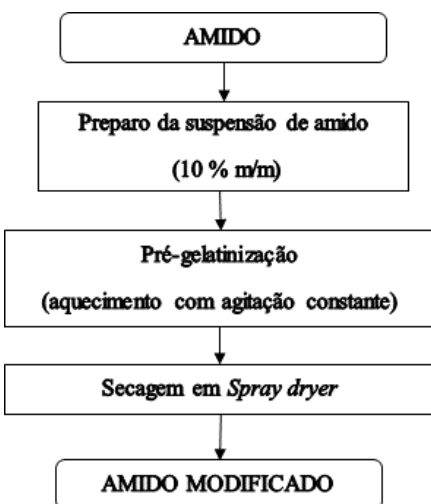 AMIDO
Preparo da suspensão de amido
(10 % m/m)
Pré-gelatinização
(aquecimento com agitação constante)
Secagem em Spray dryer
AMIDO MODIFICADO